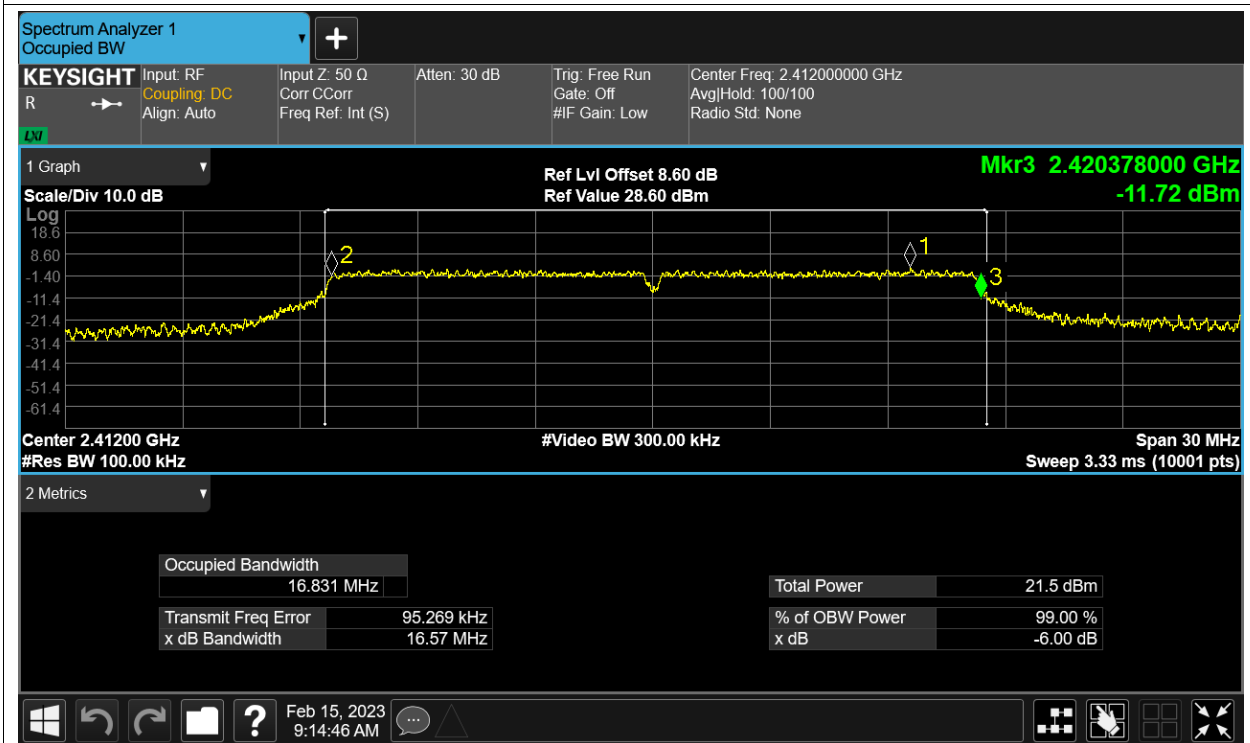 Spectrum Analyzer 1
Occupied BW
KEYSIGHT
R
LXI
Input: RF
Coupling: DC
Align: Auto
Input Z: 50 Ω
Corr CCorr
Freq Ref: Int (S)
Atten: 30 dB
Trig: Free Run
Gate: Off
#IF Gain: Low
Center Freq: 2.412000000 GHz
Avg|Hold: 100/100
Radio Std: None
1 Graph
Scale/Div 10.0 dB
Ref Lvl Offset 8.60 dB
Ref Value 28.60 dBm
Mkr3 2.420378000 GHz
-11.72 dBm
Log
18.6
8.60
-1.40
-11.4
-21.4
-31.4
-41.4
-51.4
-61.4
2
1
3
Center 2.41200 GHz
#Video BW 300.00 kHz
Span 30 MHz
#Res BW 100.00 kHz
Sweep 3.33 ms (10001 pts)
2 Metrics
Occupied Bandwidth
16.831 MHz
Total Power 21.5 dBm
Transmit Freq Error 95.269 kHz
% of OBW Power 99.00 %
x dB Bandwidth 16.57 MHz
x dB -6.00 dB
?
Feb 15, 2023
9:14:46 AM